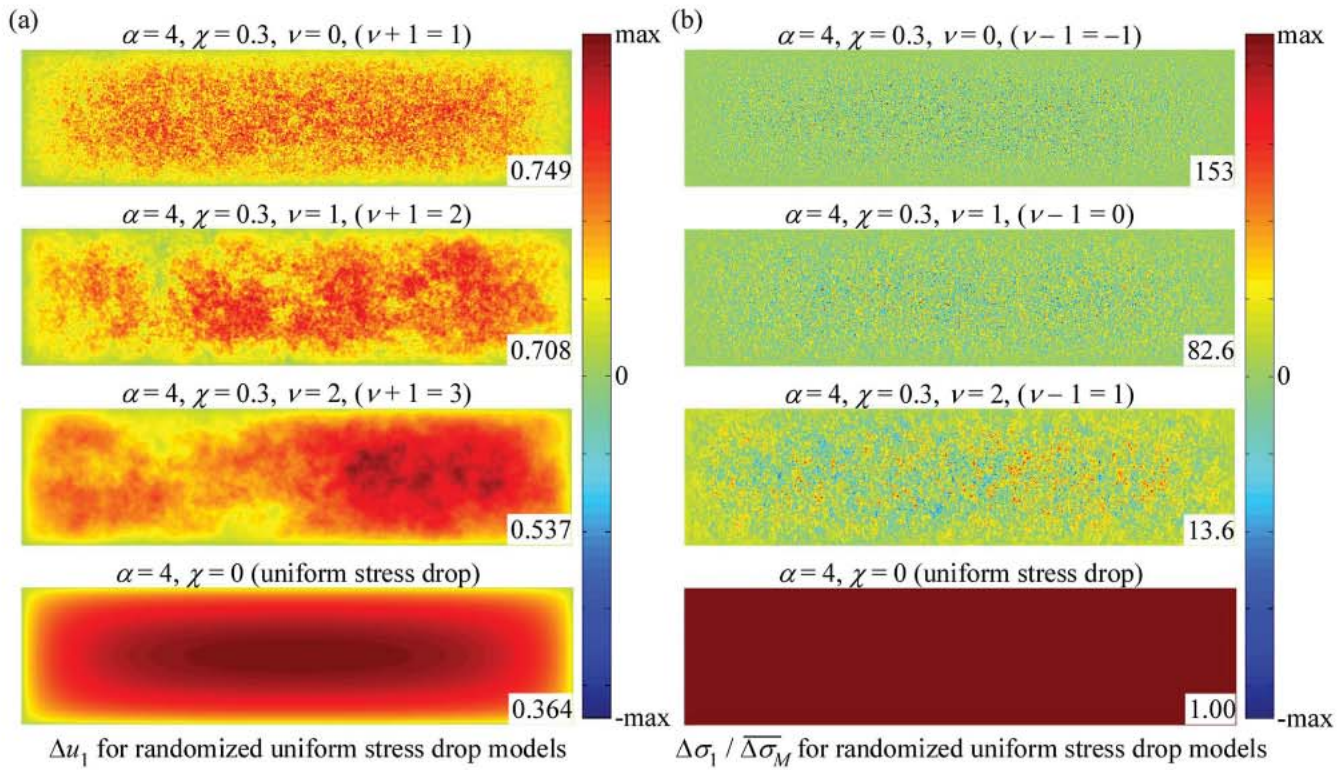 (a)
α = 4, χ = 0.3, ν = 0, (ν + 1 = 1)
0.749
α = 4, χ = 0.3, ν = 1, (ν + 1 = 2)
0.708
α = 4, χ = 0.3, ν = 2, (ν + 1 = 3)
0.537
α = 4, χ = 0 (uniform stress drop)
0.364
max
0
-max
Δu₁ for randomized uniform stress drop models
(b)
α = 4, χ = 0.3, ν = 0, (ν − 1 = −1)
153
α = 4, χ = 0.3, ν = 1, (ν − 1 = 0)
82.6
α = 4, χ = 0.3, ν = 2, (ν − 1 = 1)
13.6
α = 4, χ = 0 (uniform stress drop)
1.00
max
0
-max
Δσ₁ / Δσ_M for randomized uniform stress drop models